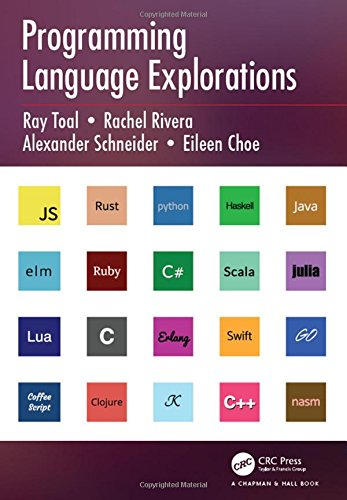 Programming
Language Explorations
Ray Toal • Rachel Rivera
Alexander Schneider • Eileen Choe
JS
Rust
python
Haskell
Java
elm
Ruby
C#
Scala
julia
Lua
C
Erlang
Swift
GO
Coffee
Script
Clojure
K
C++
nasm
CRC
CRC Press
Taylor & Francis Group
A CHAPMAN & HALL BOOK